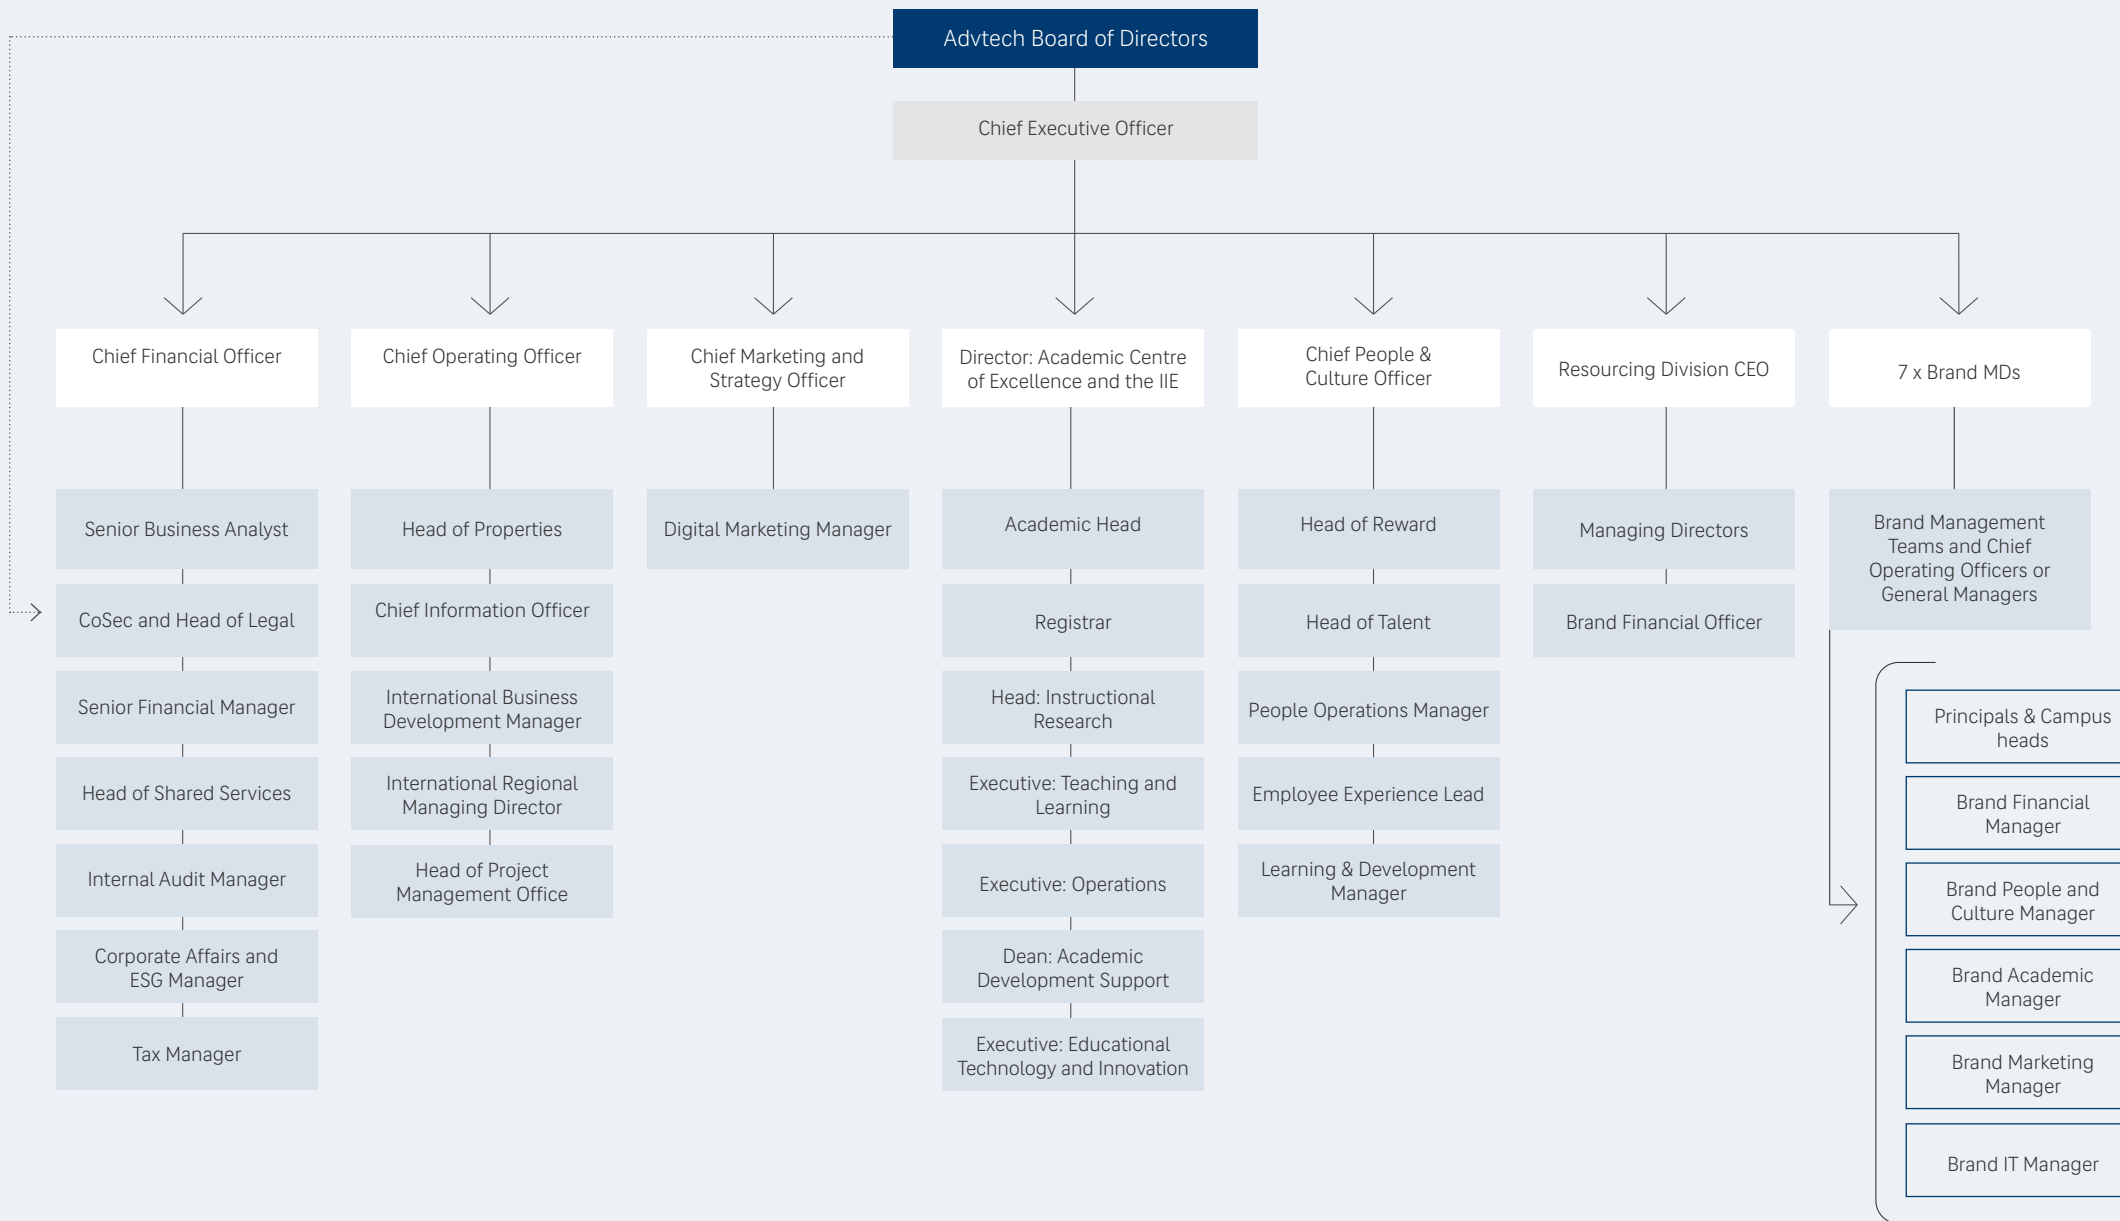 Advtech Board of Directors
Chief Executive Officer
Chief Financial Officer
Senior Business Analyst
CoSec and Head of Legal
Senior Financial Manager
Head of Shared Services
Internal Audit Manager
Corporate Affairs and
ESG Manager
Tax Manager
Chief Operating Officer
Head of Properties
Chief Information Officer
International Business
Development Manager
International Regional
Managing Director
Head of Project
Management Office
Chief Marketing and
Strategy Officer
Digital Marketing Manager
Director: Academic Centre
of Excellence and the IIE
Academic Head
Registrar
Head: Instructional
Research
Executive: Teaching and
Learning
Executive: Operations
Dean: Academic
Development Support
Executive: Educational
Technology and Innovation
Chief People &
Culture Officer
Head of Reward
Head of Talent
People Operations Manager
Employee Experience Lead
Learning & Development
Manager
Resourcing Division CEO
Managing Directors
Brand Financial Officer
7 x Brand MDs
Brand Management
Teams and Chief
Operating Officers or
General Managers
Principals & Campus
heads
Brand Financial
Manager
Brand People and
Culture Manager
Brand Academic
Manager
Brand Marketing
Manager
Brand IT Manager